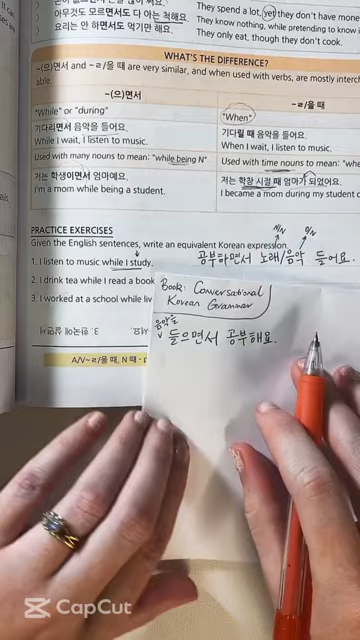 They spend a lot, yet they don't have mone
아무것도 모르면서 다 아는 척해요.
They know nothing, while pretending to know i
요리는 안 하면서 먹기만 해요.
They only eat, though they don't cook.
WHAT'S THE DIFFERENCE?
~(으)면서 and ~ㄹ/을 때 are very similar, and when used with verbs, are mostly interch
able.
~(으)면서
~ㄹ/을 때
"While" or "during"
"When"
기다리면서 음악을 들어요.
While I wait, I listen to music.
기다릴 때 음악을 들어요.
When I wait, I listen to music.
Used with many nouns to mean: "while being N"
Used with time nouns to mean: "whe
저는 학생이면서 엄마예요.
I'm a mom while being a student.
저는 학창 시절 때 엄마가 되었어요.
I became a mom during my student d
PRACTICE EXERCISES
Given the English sentences, write an equivalent Korean expression.
1. I listen to music while I study.
공부하면서 노래/음악 들어요.
2. I drink tea while I read a book
3. I worked at school while liv
3. 한국에 살면서
요.
A/V~ㄹ/을 때, N 때 -
Book: Conversational
Korean Grammar
음악을
들으면서 공부해요.
CapCut